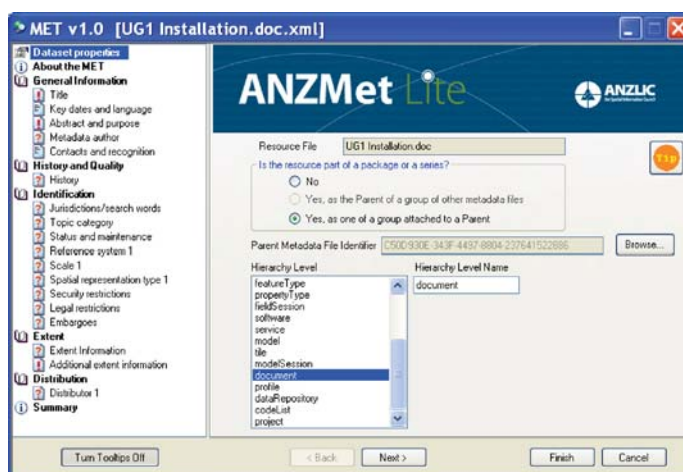 MET v1.0 [UG1 Installation.doc.xml]
Dataset properties
About the MET
General Information
Title
Key dates and language
Abstract and purpose
Metadata author
Contacts and recognition
History and Quality
History
Identification
Jurisdictions/search words
Topic category
Status and maintenance
Reference system 1
Scale 1
Spatial representation type 1
Security restrictions
Legal restrictions
Embargoes
Extent
Extent Information
Additional extent information
Distribution
Distributor 1
Summary
ANZMet Lite
ANZLIC
Resource File UG1 Installation.doc
Tip
Is the resource part of a package or a series?
No
Yes, as the Parent of a group of other metadata files
Yes, as one of a group attached to a Parent
Parent Metadata File Identifier C50D930E-343F-4497-8804-237641522886 Browse...
Hierarchy Level Hierarchy Level Name
featureType document
propertyType
fieldSession
software
service
model
tile
modelSession
document
profile
dataRepository
codeList
project
Turn Tooltips Off < Back Next > Finish Cancel